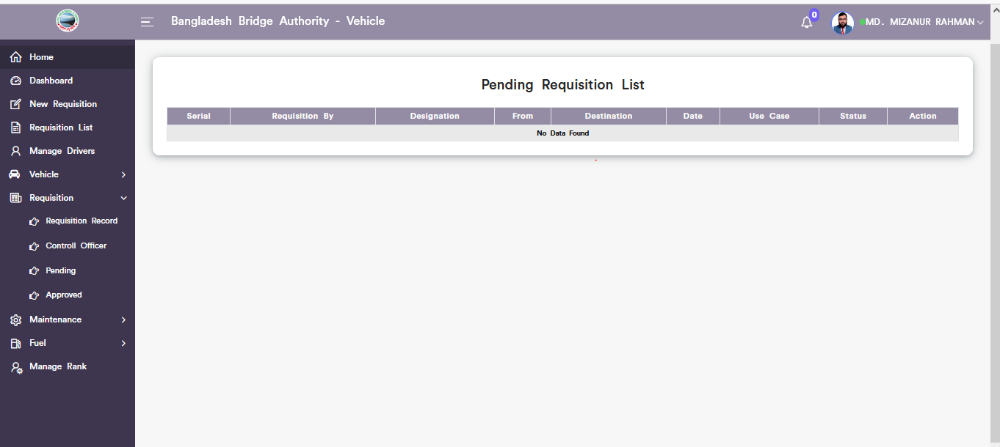 Bangladesh Bridge Authority - Vehicle
0
MD. MIZANUR RAHMAN
Home
Dashboard
New Requisition
Requisition List
Manage Drivers
Vehicle
Requisition
Requisition Record
Controll Officer
Pending
Approved
Maintenance
Fuel
Manage Rank
Pending Requisition List
Serial Requisition By Designation From Destination Date Use Case Status Action
No Data Found